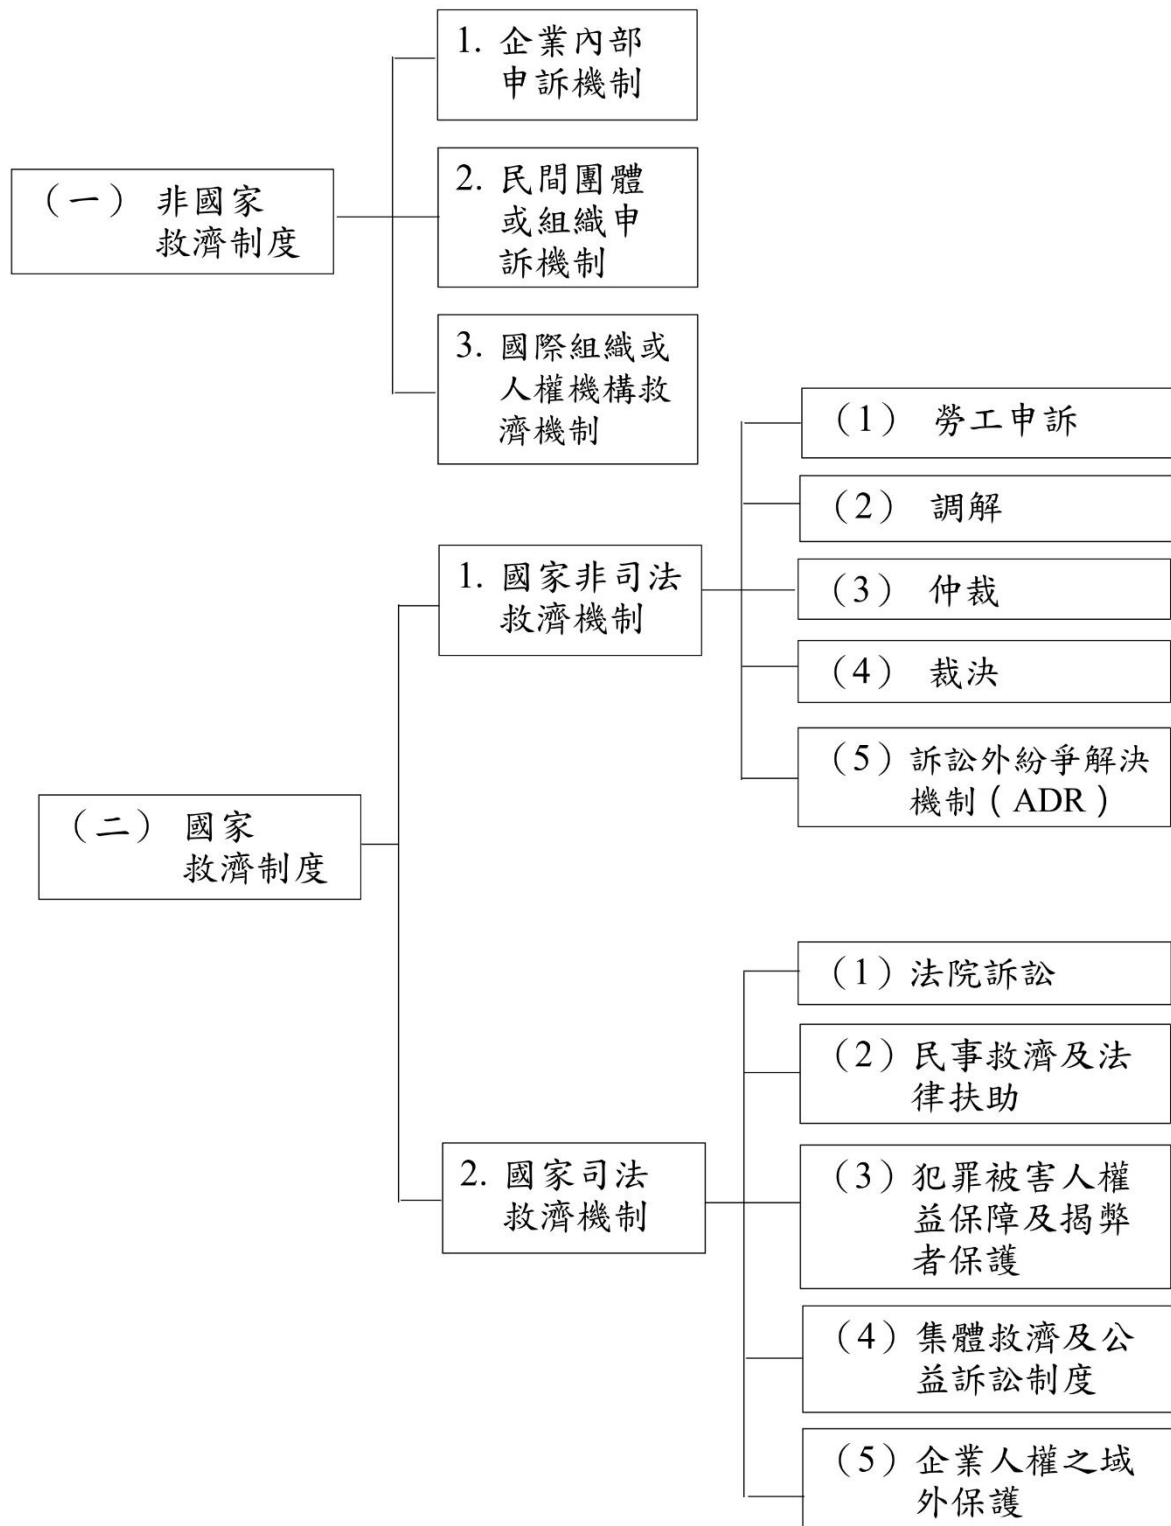 （一） 非國家
救濟制度
1. 企業內部
申訴機制
2. 民間團體
或組織申
訴機制
3. 國際組織或
人權機構救
濟機制
（二） 國家
救濟制度
1. 國家非司法
救濟機制
（1） 勞工申訴
（2） 調解
（3） 仲裁
（4） 裁決
（5）訴訟外紛爭解決
機制（ADR）
2. 國家司法
救濟機制
（1）法院訴訟
（2）民事救濟及法
律扶助
（3）犯罪被害人權
益保障及揭弊
者保護
（4）集體救濟及公
益訴訟制度
（5）企業人權之域
外保護